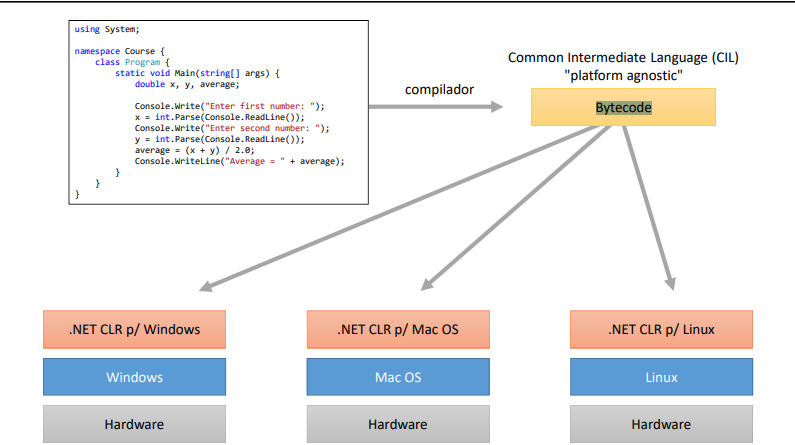 using System;
namespace Course {
class Program {
static void Main(string[] args) {
double x, y, average;
Console.Write("Enter first number: ");
x = int.Parse(Console.ReadLine());
Console.Write("Enter second number: ");
y = int.Parse(Console.ReadLine());
average = (x + y) / 2.0;
Console.WriteLine("Average = " + average);
}
}
}
compilador
Common Intermediate Language (CIL)
"platform agnostic"
Bytecode
.NET CLR p/ Windows
Windows
Hardware
.NET CLR p/ Mac OS
Mac OS
Hardware
.NET CLR p/ Linux
Linux
Hardware